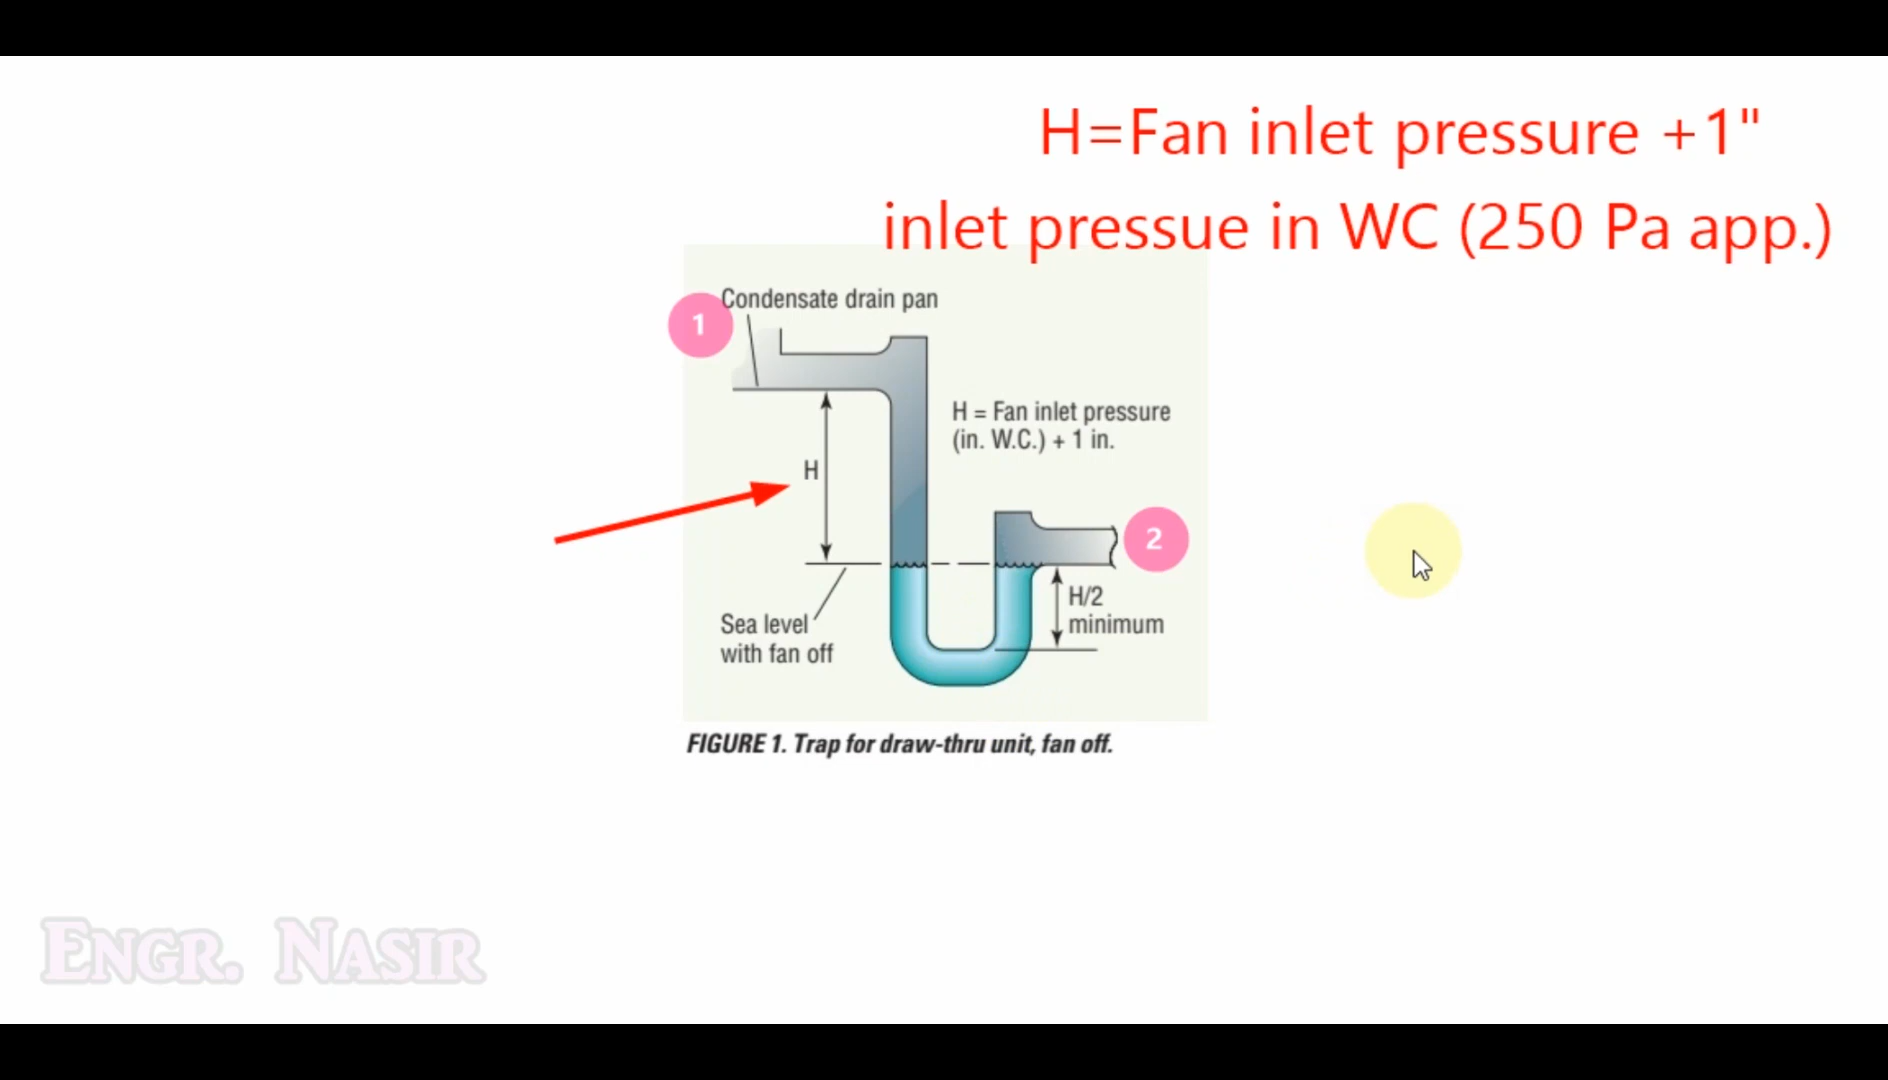 H=Fan inlet pressure +1"
inlet pressue in WC (250 Pa app.)
Condensate drain pan
1
H = Fan inlet pressure
(in. W.C.) + 1 in.
H
2
H/2
minimum
Sea level
with fan off
FIGURE 1. Trap for draw-thru unit, fan off.
ENGR. NASIR